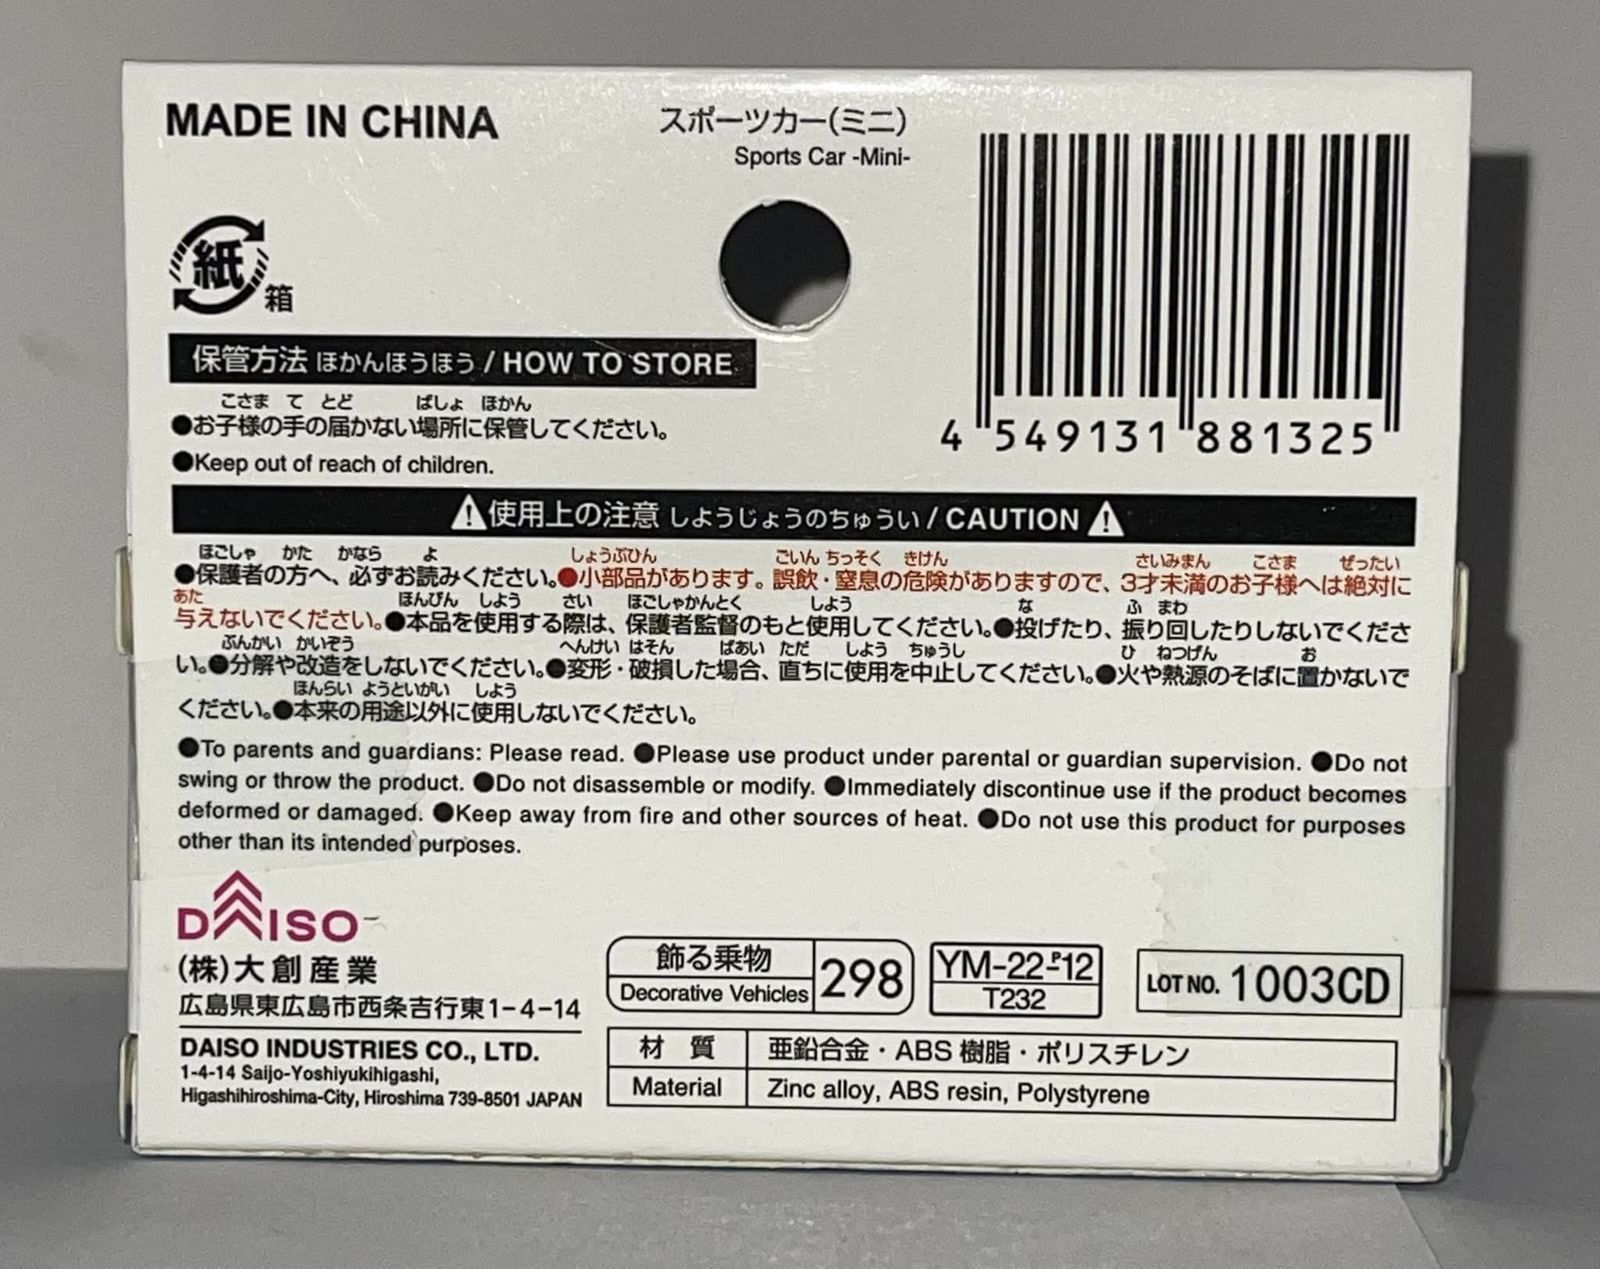 MADE IN CHINA
スポーツカー(ミニ)
Sports Car -Mini-
紙
箱
4 549131 881325
保管方法 ほかんほうほう / HOW TO STORE
こさま て とど ばしょ ほかん
●お子様の手の届かない場所に保管してください。
●Keep out of reach of children.
⚠使用上の注意 しようじょうのちゅうい / CAUTION⚠
ほごしゃ かた かなら よ しょうぶひん ごいん ちっそく きけん さいみまん こさま ぜったい
●保護者の方へ、必ずお読みください。●小部品があります。誤飲・窒息の危険がありますので、3才未満のお子様へは絶対に
あた ほんぴん しよう さい ほごしゃかんとく しよう な ふ まわ
与えないでください。●本品を使用する際は、保護者監督のもと使用してください。●投げたり、振り回したりしないでくださ
ぶんかい かいぞう へんけい はそん ばあい ただ しよう ちゅうし ひ ねつげん お
い。●分解や改造をしないでください。●変形・破損した場合、直ちに使用を中止してください。●火や熱源のそばに置かないで
ほんらい ようといがい しよう
ください。●本来の用途以外に使用しないでください。
●To parents and guardians: Please read. ●Please use product under parental or guardian supervision. ●Do not
swing or throw the product. ●Do not disassemble or modify. ●Immediately discontinue use if the product becomes
deformed or damaged. ●Keep away from fire and other sources of heat. ●Do not use this product for purposes
other than its intended purposes.
DAISO
(株)大創産業
広島県東広島市西条吉行東1-4-14
DAISO INDUSTRIES CO., LTD.
1-4-14 Saijo-Yoshiyukihigashi,
Higashihiroshima-City, Hiroshima 739-8501 JAPAN
飾る乗物
Decorative Vehicles
298
YM-22-P12
T232
LOT NO. 1003CD
材 質 亜鉛合金・ABS樹脂・ポリスチレン
Material Zinc alloy, ABS resin, Polystyrene